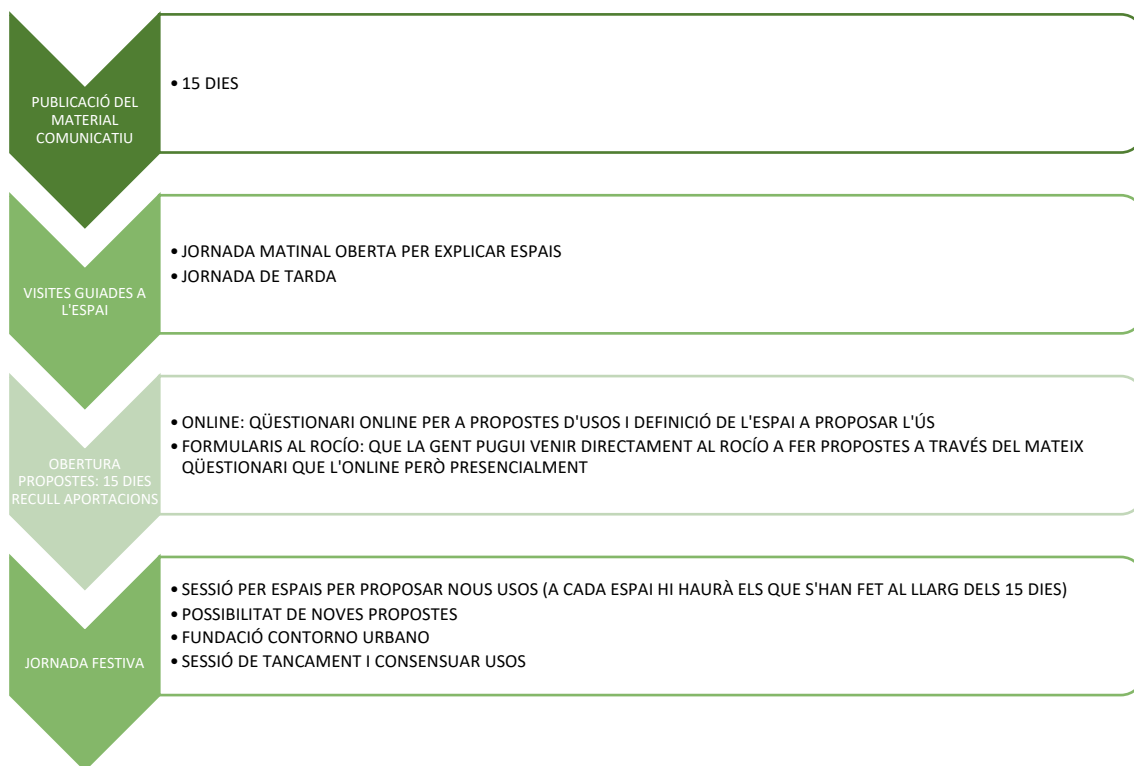 PUBLICACIÓ DEL
MATERIAL
COMUNICATIU
• 15 DIES
VISITES GUIADES A
L'ESPAI
• JORNADA MATINAL OBERTA PER EXPLICAR ESPAIS
• JORNADA DE TARDA
OBERTURA
PROPOSTES: 15 DIES
RECULL APORTACIONS
• ONLINE: QÜESTIONARI ONLINE PER A PROPOSTES D'USOS I DEFINICIÓ DE L'ESPAI A PROPOSAR L'ÚS
• FORMULARIS AL ROCÍO: QUE LA GENT PUGUI VENIR DIRECTAMENT AL ROCÍO A FER PROPOSTES A TRAVÉS DEL MATEIX
QÜESTIONARI QUE L'ONLINE PERÒ PRESENCIALMENT
JORNADA FESTIVA
• SESSIÓ PER ESPAIS PER PROPOSAR NOUS USOS (A CADA ESPAI HI HAURÀ ELS QUE S'HAN FET AL LLARG DELS 15 DIES)
• POSSIBILITAT DE NOVES PROPOSTES
• FUNDACIÓ CONTORNO URBANO
• SESSIÓ DE TANCAMENT I CONSENSUAR USOS